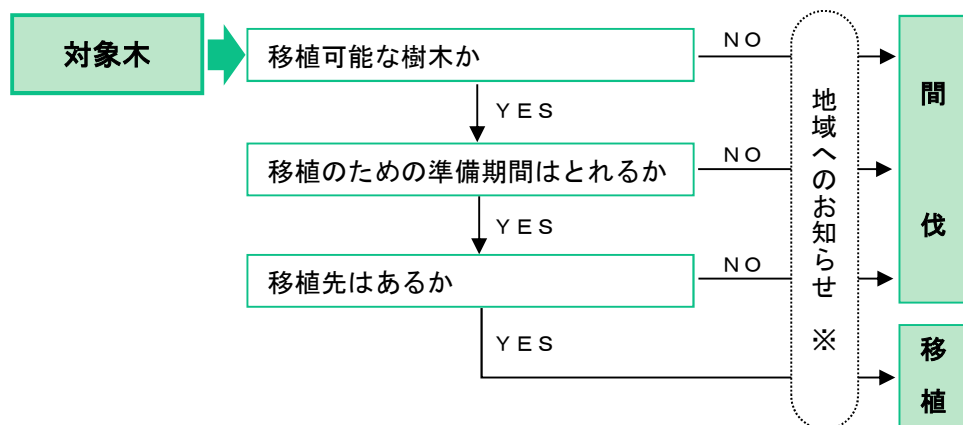 対象木
移植可能な樹木か
ＮＯ
ＹＥＳ
移植のための準備期間はとれるか
ＮＯ
ＹＥＳ
移植先はあるか
ＮＯ
ＹＥＳ
地域へのお知らせ ※
間伐
移植